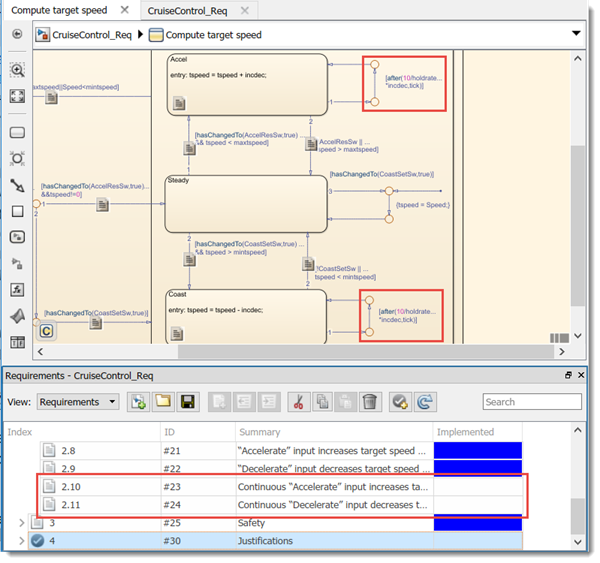 Compute target speed
CruiseControl_Req
CruiseControl_Req
Compute target speed
Accel
entry: tspeed = tspeed + incdec;
[after(10/holdrate...
*incdec,tick)]
1
axtspeed||Speed<mintspeed]
[hasChangedTo(AccelResSw,true) ...
&& tspeed < maxtspeed]
AccelResSw || ...
speed > maxtspeed]
1
2
[hasChangedTo(AccelResSw,true)...
&&tspeed!=0]
1
2
Steady
[hasChangedTo(CoastSetSw,true)]
3
{tspeed = Speed;}
2
1
[hasChangedTo(CoastSetSw,true) ...
&& tspeed > mintspeed]
!CoastSetSw || ...
tspeed < mintspeed]
2
[hasChangedTo(CoastSetSw,true)]
Coast
entry: tspeed = tspeed - incdec;
[after(10/holdrate...
*incdec,tick)]
1
C
Requirements - CruiseControl_Req
View: Requirements
Search
Index ID Summary Implemented
2.8 #21 "Accelerate" input increases target speed ...
2.9 #22 "Decelerate" input decreases target speed ...
2.10 #23 Continuous "Accelerate" input increases ta...
2.11 #24 Continuous "Decelerate" input decreases t...
3 #25 Safety
4 #30 Justifications